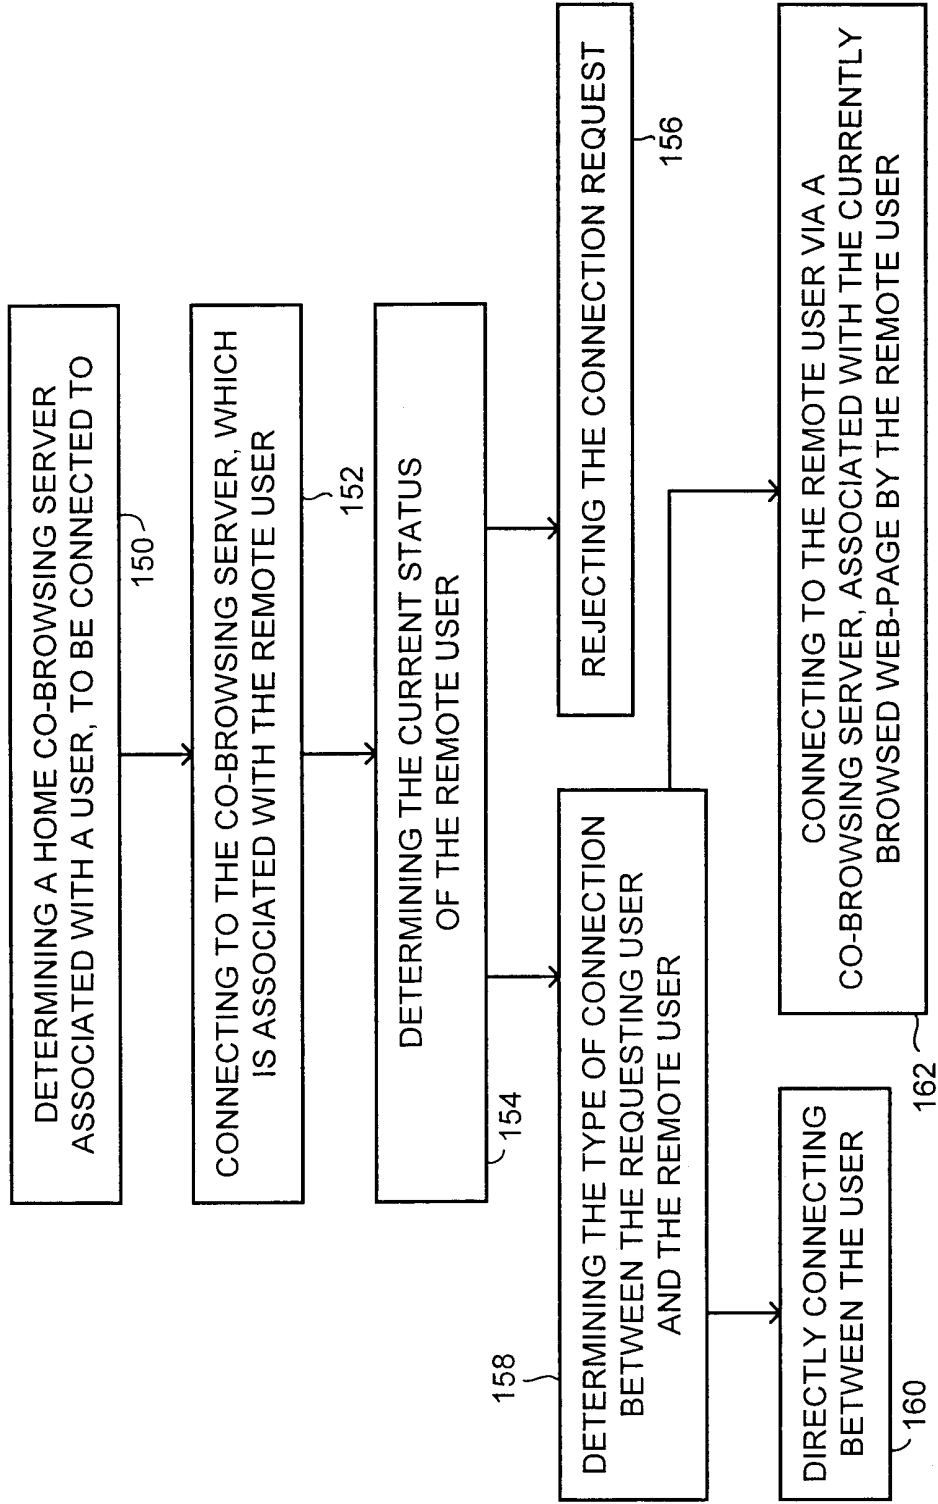 DETERMINING A HOME CO-BROWSING SERVER
ASSOCIATED WITH A USER, TO BE CONNECTED TO
150
CONNECTING TO THE CO-BROWSING SERVER, WHICH
IS ASSOCIATED WITH THE REMOTE USER
152
DETERMINING THE CURRENT STATUS
OF THE REMOTE USER
154
REJECTING THE CONNECTION REQUEST
156
158
DETERMINING THE TYPE OF CONNECTION
BETWEEN THE REQUESTING USER
AND THE REMOTE USER
DIRECTLY CONNECTING
BETWEEN THE USER
160
CONNECTING TO THE REMOTE USER VIA A
CO-BROWSING SERVER, ASSOCIATED WITH THE CURRENTLY
BROWSED WEB-PAGE BY THE REMOTE USER
162